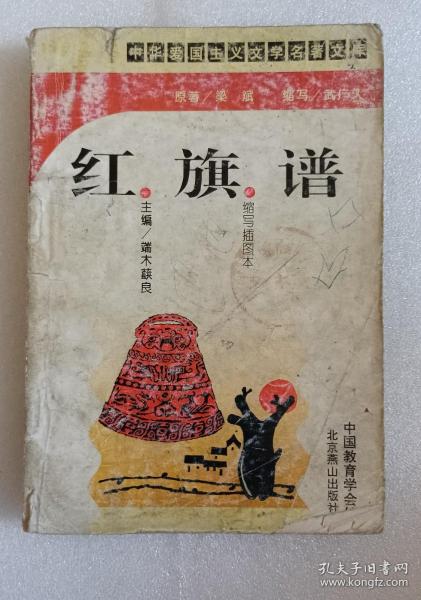 中华爱国主义文学名著文库
原著／梁斌 缩写／武
红·旗·谱
缩写插图本
主编／端木蕻良
中国教育学会
北京燕山出版社
孔夫子旧书网
www.kongfz.com